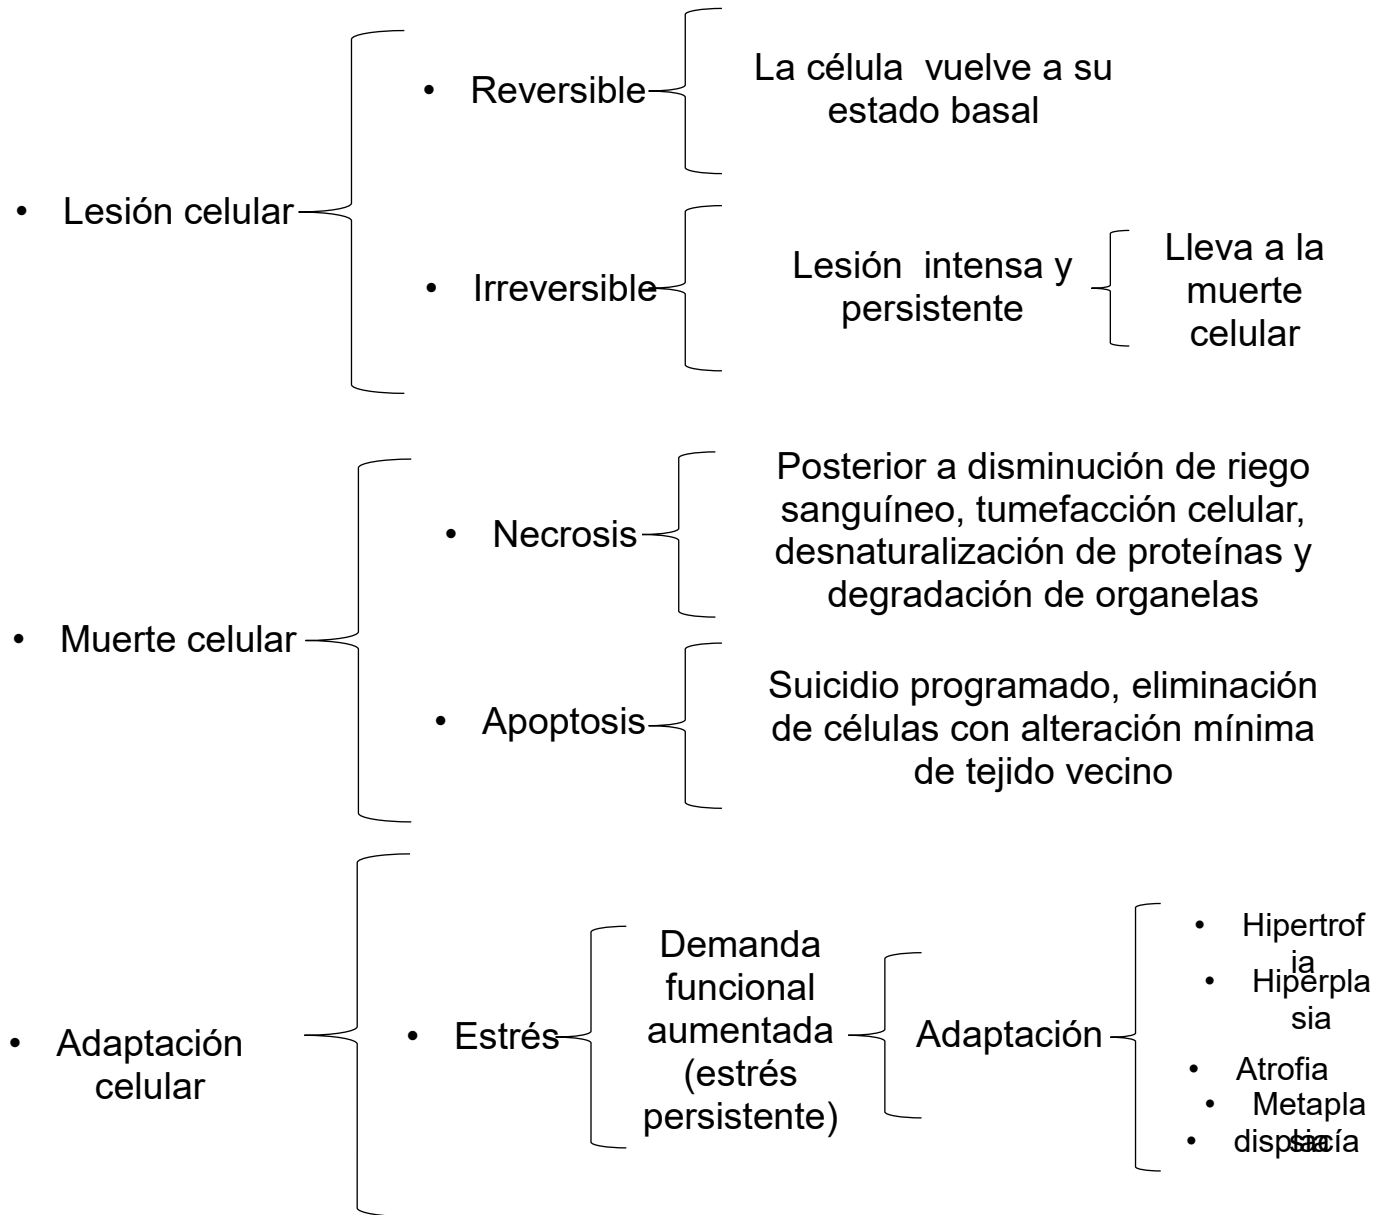 • Reversible
La célula vuelve a su
estado basal
• Lesión celular
• Irreversible
Lesión intensa y
persistente
Lleva a la
muerte
celular
• Muerte celular
• Necrosis
Posterior a disminución de riego
sanguíneo, tumefacción celular,
desnaturalización de proteínas y
degradación de organelas
• Apoptosis
Suicidio programado, eliminación
de células con alteración mínima
de tejido vecino
• Adaptación
celular
• Estrés
Demanda
funcional
aumentada
(estrés
persistente)
Adaptación
• Hipertrof
ia
• Hiperpla
sia
• Atrofia
• Metapla
sia
• displacía